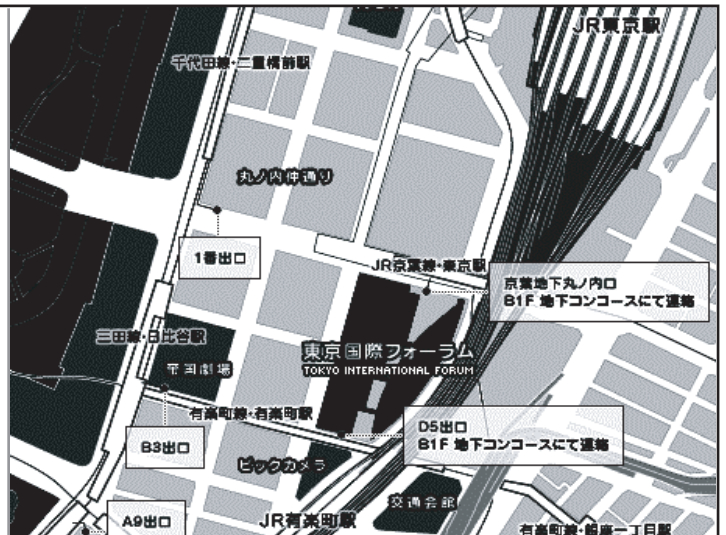 JR東京駅
千代田線・二重橋前駅
丸ノ内仲通り
1番出口
JR京葉線・東京駅
京葉地下丸ノ内口
B1F 地下コンコースにて連絡
三田線・日比谷駅
帝国劇場
東京国際フォーラム
TOKYO INTERNATIONAL FORUM
有楽町線・有楽町駅
D5出口
B1F 地下コンコースにて連絡
B3出口
ビックカメラ
交通会館
A9出口
JR有楽町駅
有楽町線・銀座一丁目駅